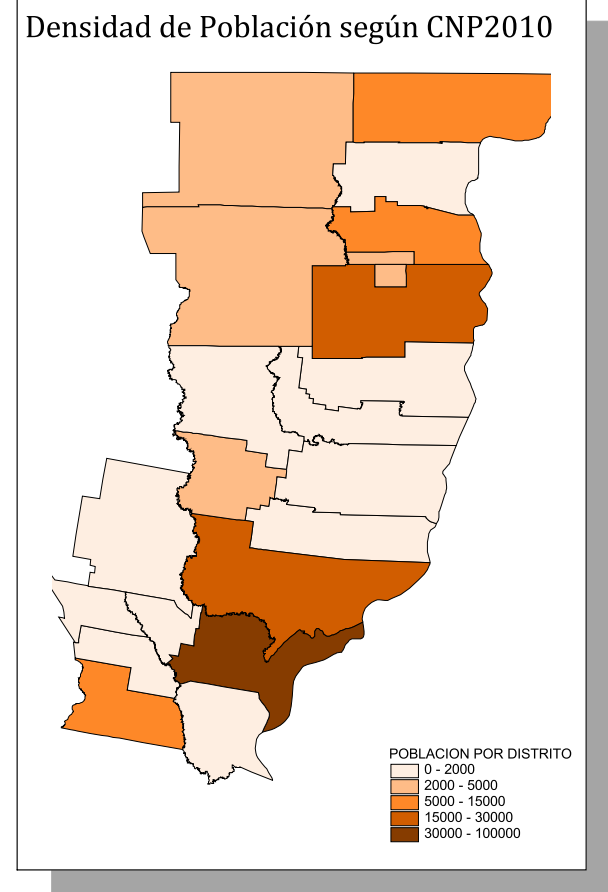 Densidad de Población según CNP2010
POBLACION POR DISTRITO
0 - 2000
2000 - 5000
5000 - 15000
15000 - 30000
30000 - 100000